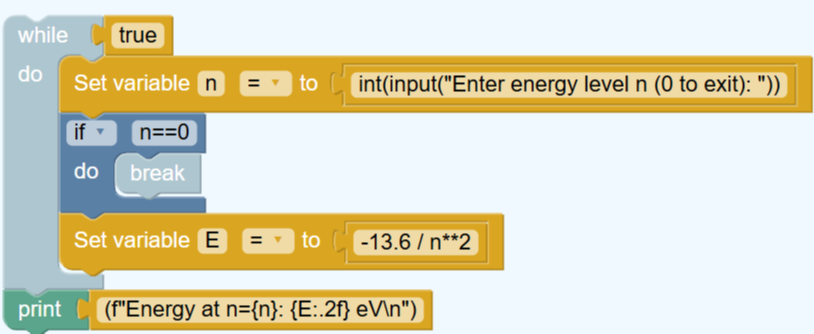 while true
do Set variable n = to int(input("Enter energy level n (0 to exit): "))
if n==0
do break
Set variable E = to -13.6 / n**2
print (f"Energy at n={n}: {E:.2f} eV\n")